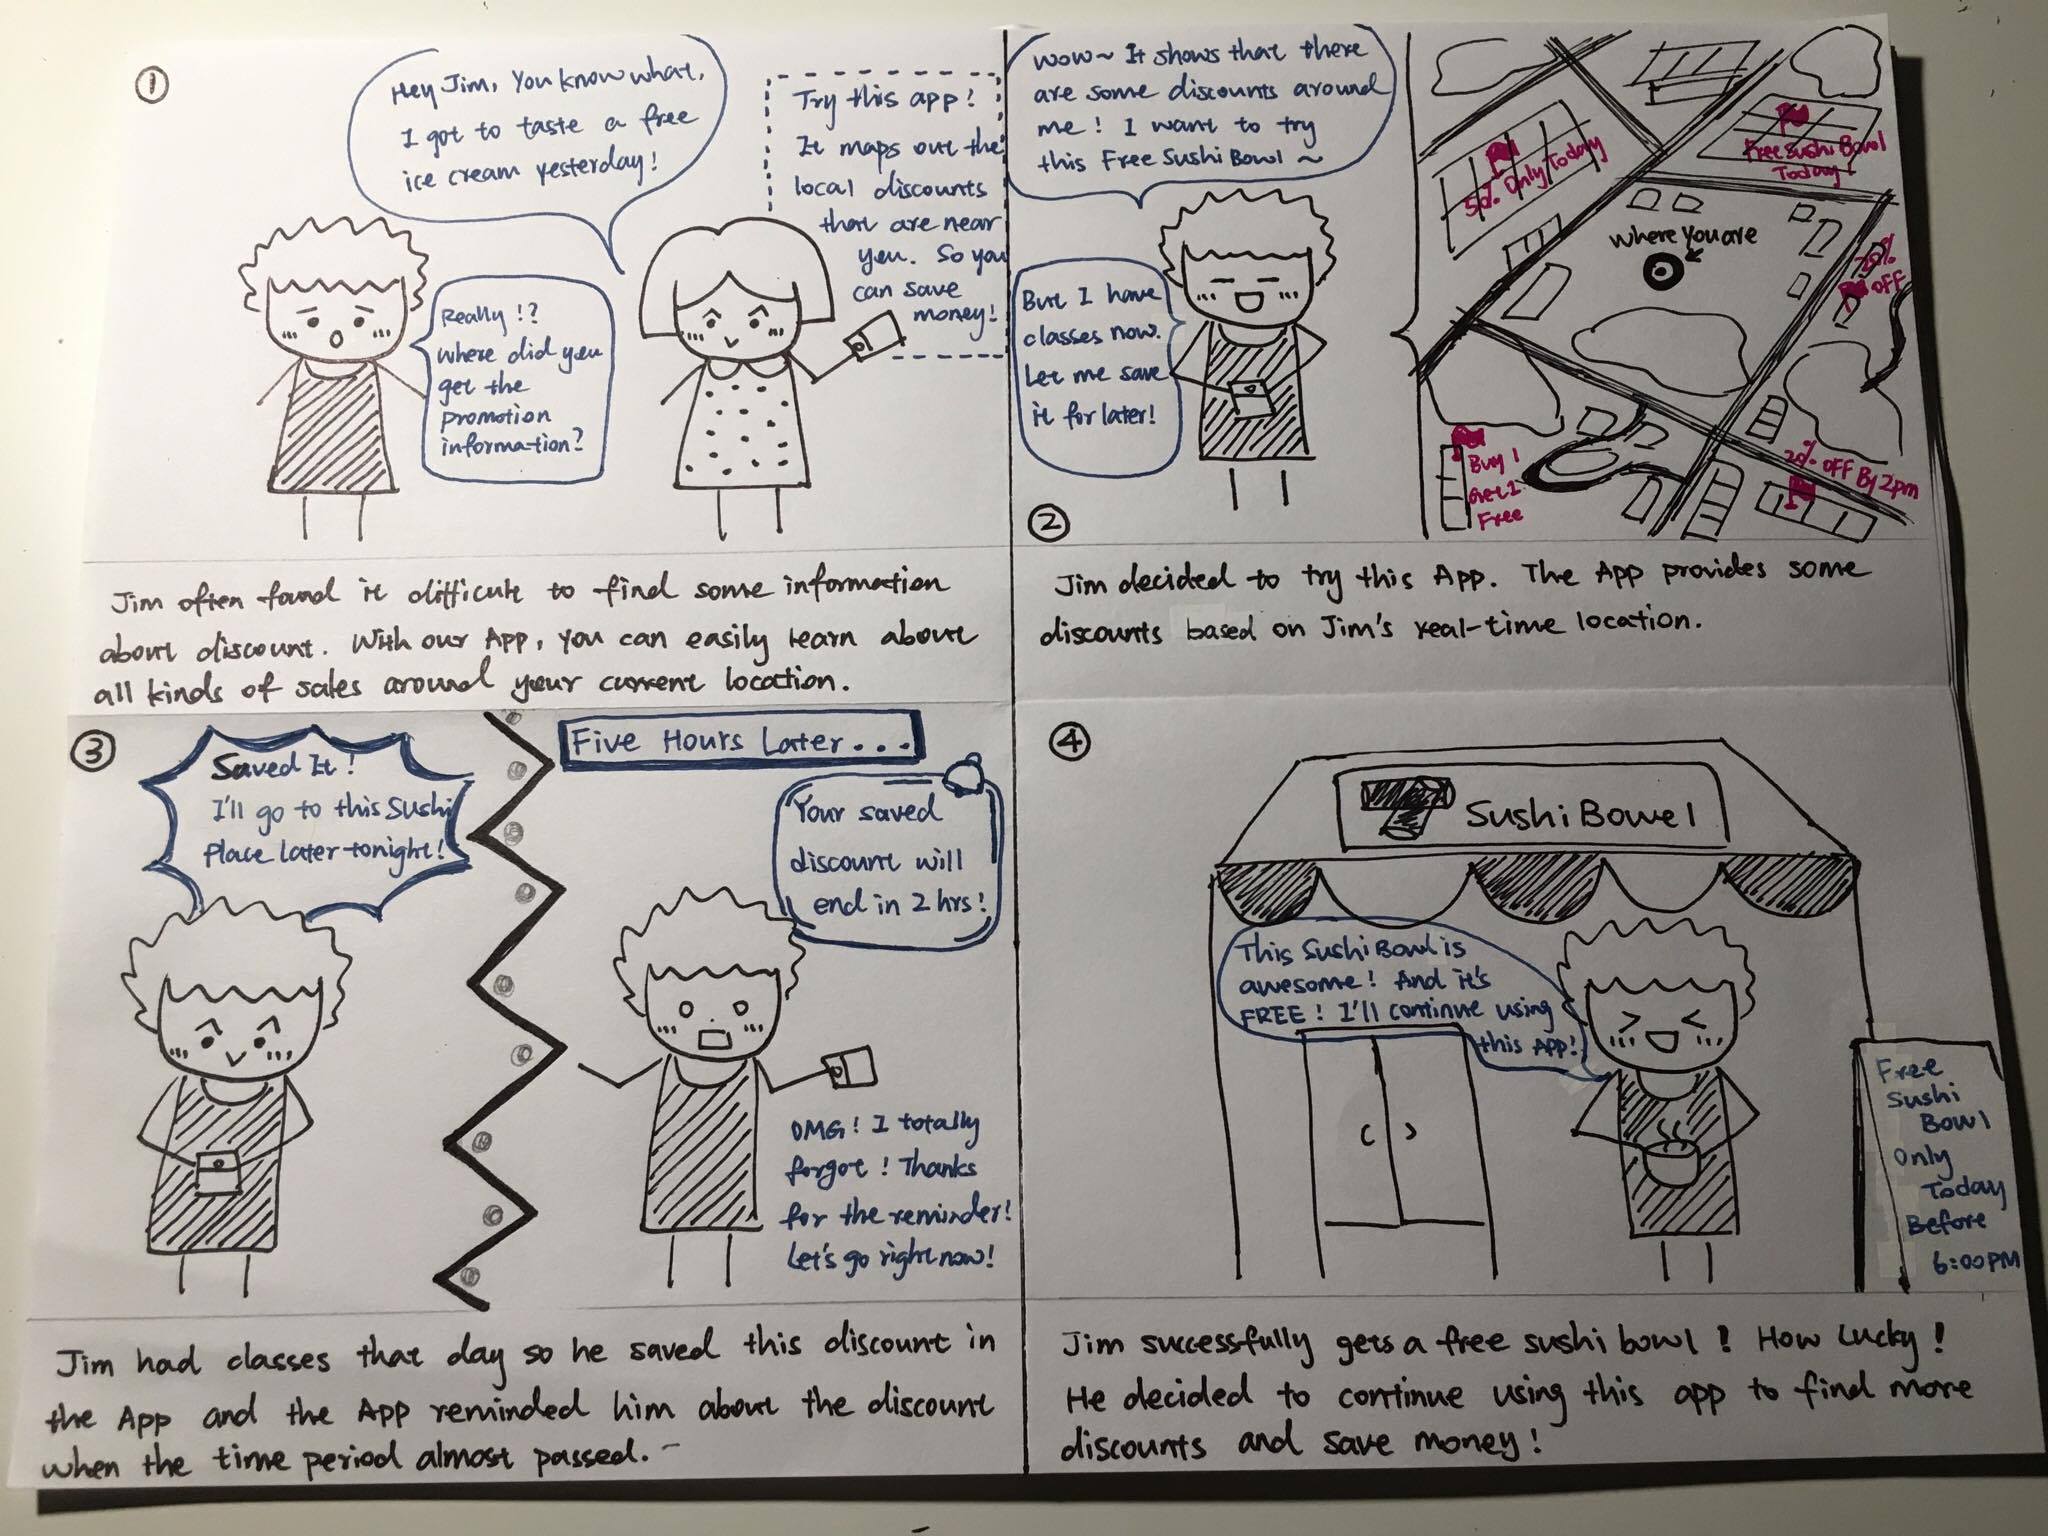 1
Hey Jim, You know what,
I got to taste a free
ice cream yesterday!
Try this app!
It maps out the
local discounts
that are near
you. So you
can save
money!
Really!?
where did you
get the
promotion
information?
Jim often found it difficult to find some information
about discount. With our App, you can easily learn about
all kinds of sales around your current location.
2
wow~ It shows that there
are some discounts around
me! I want to try
this Free Sushi Bowl ~
But I have
classes now.
Let me save
it for later!
50% Only Today
Free Sushi Bowl
Today!
where you are
20%
OFF
Buy 1
Get 1
Free
20% OFF By 2pm
Jim decided to try this App. The App provides some
discounts based on Jim's real-time location.
3
Saved It!
I'll go to this Sushi
Place later tonight!
Five Hours Later...
Your saved
discount will
end in 2 hrs!
OMG! I totally
forgot! Thanks
for the reminder!
Let's go right now!
Jim had classes that day so he saved this discount in
the App and the App reminded him about the discount
when the time period almost passed.
4
Sushi Bowel
This Sushi Bowl is
awesome! And it's
FREE! I'll continue using
this App!
Free
Sushi
Bowl
Only
Today
Before
6:00PM
Jim successfully gets a free sushi bowl! How Lucky!
He decided to continue using this app to find more
discounts and save money!